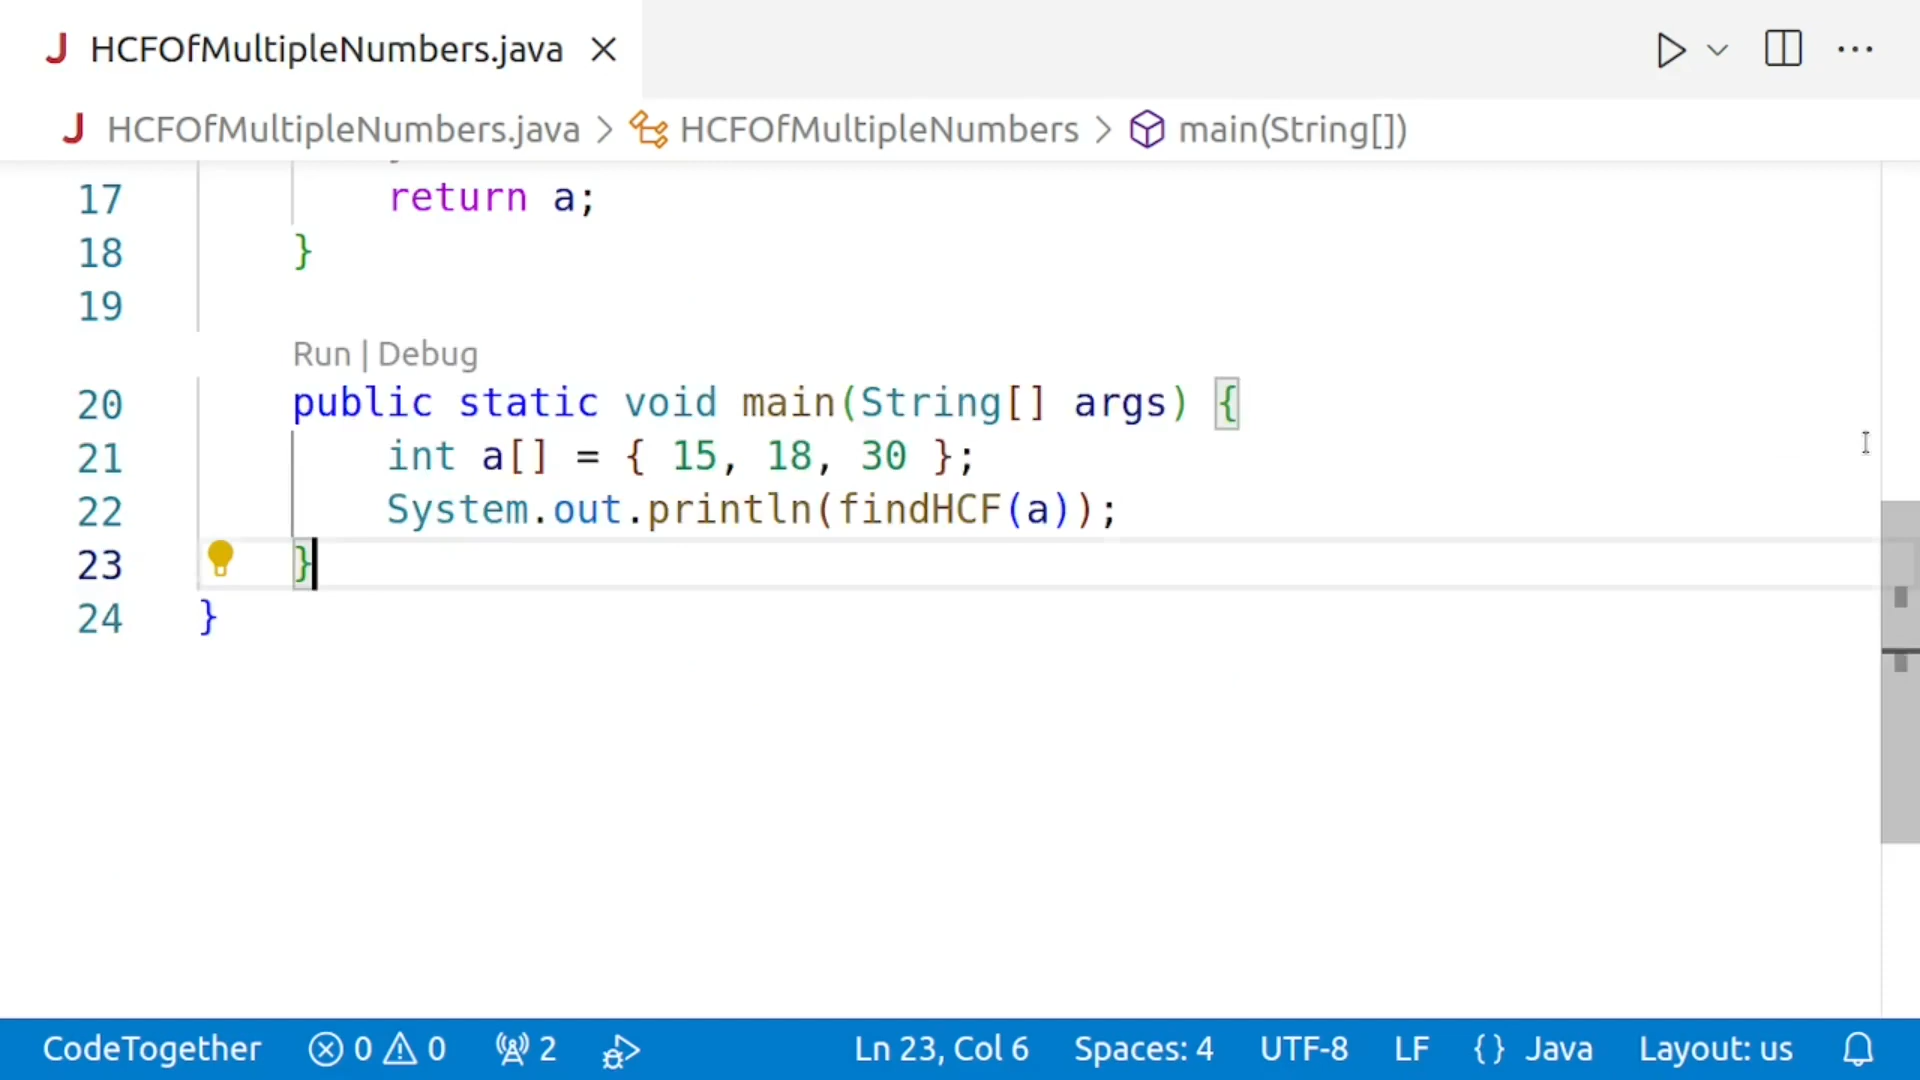 HCFOfMultipleNumbers.java
HCFOfMultipleNumbers.java > HCFOfMultipleNumbers > main(String[])
17 return a;
18 }
19
Run | Debug
20 public static void main(String[] args) {
21 int a[] = { 15, 18, 30 };
22 System.out.println(findHCF(a));
23 }
24 }
CodeTogether 0 0 2 Ln 23, Col 6 Spaces: 4 UTF-8 LF {} Java Layout: us